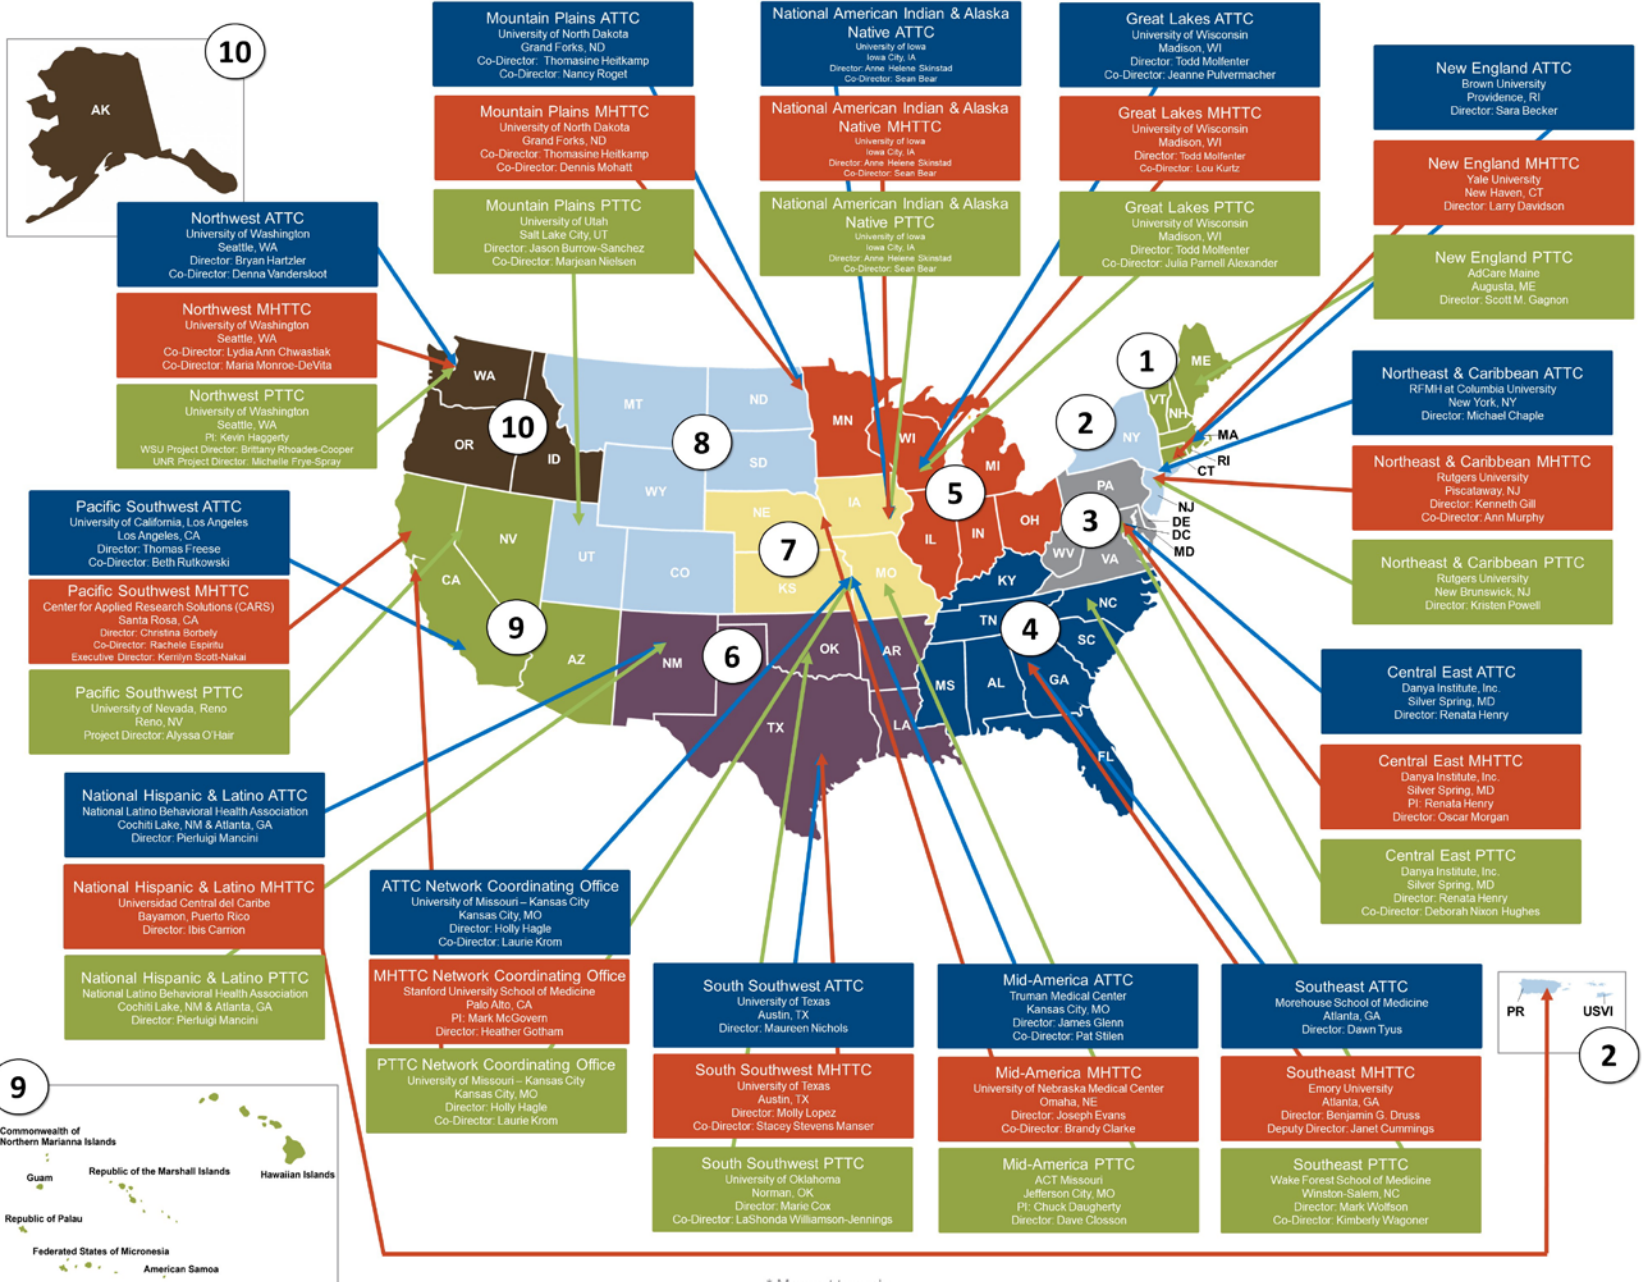 Mountain Plains ATTC
University of North Dakota
Grand Forks, ND
Co-Director: Thomasine Heitkamp
Co-Director: Nancy Roget
Mountain Plains MHTTC
University of North Dakota
Grand Forks, ND
Co-Director: Thomasine Heitkamp
Co-Director: Dennis Mohatt
Mountain Plains PTTC
University of Utah
Salt Lake City, UT
Director: Jason Burrow-Sanchez
Co-Director: Marjean Nielsen
National American Indian & Alaska
Native ATTC
University of Iowa
Iowa City, IA
Director: Anne Helene Skinstad
Co-Director: Sean Bear
National American Indian & Alaska
Native MHTTC
University of Iowa
Iowa City, IA
Director: Anne Helene Skinstad
Co-Director: Sean Bear
National American Indian & Alaska
Native PTTC
University of Iowa
Iowa City, IA
Director: Anne Helene Skinstad
Co-Director: Sean Bear
Great Lakes ATTC
University of Wisconsin
Madison, WI
Director: Todd Molfenter
Co-Director: Jeanne Pulvermacher
Great Lakes MHTTC
University of Wisconsin
Madison, WI
Director: Todd Molfenter
Co-Director: Lou Kurtz
Great Lakes PTTC
University of Wisconsin
Madison, WI
Director: Todd Molfenter
Co-Director: Julia Parnell Alexander
New England ATTC
Brown University
Providence, RI
Director: Sara Becker
New England MHTTC
Yale University
New Haven, CT
Director: Larry Davidson
New England PTTC
AdCare Maine
Augusta, ME
Director: Scott M. Gagnon
10
AK
Northwest ATTC
University of Washington
Seattle, WA
Director: Bryan Hartzler
Co-Director: Denna Vandersloot
Northwest MHTTC
University of Washington
Seattle, WA
Co-Director: Lydia Ann Chwastiak
Co-Director: Maria Monroe-DeVita
Northwest PTTC
University of Washington
Seattle, WA
PI: Kevin Haggerty
WSU Project Director: Brittany Rhoades-Cooper
UNR Project Director: Michelle Frye-Spray
Northeast & Caribbean ATTC
RFMH at Columbia University
New York, NY
Director: Michael Chaple
Northeast & Caribbean MHTTC
Rutgers University
Piscataway, NJ
Director: Kenneth Gill
Co-Director: Ann Murphy
Northeast & Caribbean PTTC
Rutgers University
New Brunswick, NJ
Director: Kristen Powell
Pacific Southwest ATTC
University of California, Los Angeles
Los Angeles, CA
Director: Thomas Freese
Co-Director: Beth Rutkowski
Pacific Southwest MHTTC
Center for Applied Research Solutions (CARS)
Santa Rosa, CA
Director: Christina Borbely
Co-Director: Rachele Espiritu
Executive Director: Kerrilyn Scott-Nakai
Pacific Southwest PTTC
University of Nevada, Reno
Reno, NV
Project Director: Alyssa O'Hair
WA
OR
ID
10
MT
ND
SD
WY
8
UT
CO
NV
CA
AZ
9
NE
IA
KS
MO
7
MN
WI
MI
IL
IN
OH
5
NM
OK
AR
TX
LA
6
KY
TN
NC
SC
MS
AL
GA
FL
4
PA
WV
VA
3
NY
2
1
ME
VT
NH
MA
RI
CT
NJ
DE
DC
MD
Central East ATTC
Danya Institute, Inc.
Silver Spring, MD
Director: Renata Henry
Central East MHTTC
Danya Institute, Inc.
Silver Spring, MD
PI: Renata Henry
Director: Oscar Morgan
Central East PTTC
Danya Institute, Inc.
Silver Spring, MD
Director: Renata Henry
Co-Director: Deborah Nixon Hughes
National Hispanic & Latino ATTC
National Latino Behavioral Health Association
Cochiti Lake, NM & Atlanta, GA
Director: Pierluigi Mancini
National Hispanic & Latino MHTTC
Universidad Central del Caribe
Bayamon, Puerto Rico
Director: Ibis Carrion
National Hispanic & Latino PTTC
National Latino Behavioral Health Association
Cochiti Lake, NM & Atlanta, GA
Director: Pierluigi Mancini
ATTC Network Coordinating Office
University of Missouri – Kansas City
Kansas City, MO
Director: Holly Hagle
Co-Director: Laurie Krom
MHTTC Network Coordinating Office
Stanford University School of Medicine
Palo Alto, CA
PI: Mark McGovern
Director: Heather Gotham
PTTC Network Coordinating Office
University of Missouri – Kansas City
Kansas City, MO
Director: Holly Hagle
Co-Director: Laurie Krom
South Southwest ATTC
University of Texas
Austin, TX
Director: Maureen Nichols
South Southwest MHTTC
University of Texas
Austin, TX
Director: Molly Lopez
Co-Director: Stacey Stevens Manser
South Southwest PTTC
University of Oklahoma
Norman, OK
Director: Marie Cox
Co-Director: LaShonda Williamson-Jennings
Mid-America ATTC
Truman Medical Center
Kansas City, MO
Director: James Glenn
Co-Director: Pat Stilen
Mid-America MHTTC
University of Nebraska Medical Center
Omaha, NE
Director: Joseph Evans
Co-Director: Brandy Clarke
Mid-America PTTC
ACT Missouri
Jefferson City, MO
PI: Chuck Daugherty
Director: Dave Closson
Southeast ATTC
Morehouse School of Medicine
Atlanta, GA
Director: Dawn Tyus
Southeast MHTTC
Emory University
Atlanta, GA
Director: Benjamin G. Druss
Deputy Director: Janet Cummings
Southeast PTTC
Wake Forest School of Medicine
Winston-Salem, NC
Director: Mark Wolfson
Co-Director: Kimberly Wagoner
PR
USVI
2
9
Commonwealth of
Northern Marianna Islands
Guam
Republic of the Marshall Islands
Hawaiian Islands
Republic of Palau
Federated States of Micronesia
American Samoa